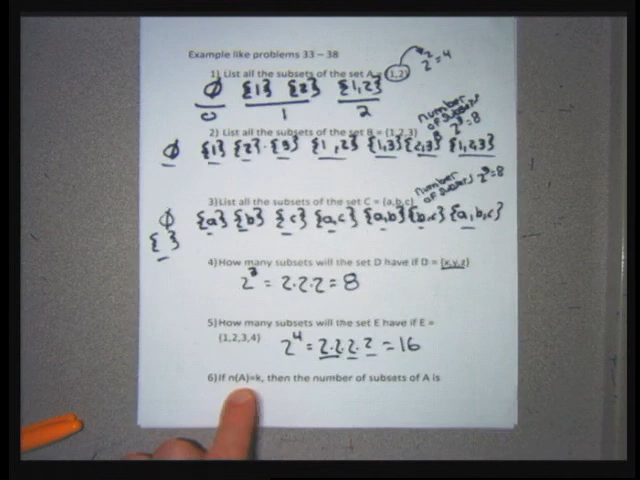 Example like problems 33 – 38
1) List all the subsets of the set A = {1,2} 2² = 4
∅ {1} {2} {1,2}
0 1 2
number of subsets 2³ = 8
2) List all the subsets of the set B = {1,2,3}
∅ {1} {2} {3} {1,2} {1,3} {2,3} {1,2,3}
number of subsets 2³ = 8
3) List all the subsets of the set C = {a,b,c}
∅ {a} {b} {c} {a,c} {a,b} {b,c} {a,b,c}
{ }
4) How many subsets will the set D have if D = {x,y,z}
2³ = 2·2·2 = 8
5) How many subsets will the set E have if E =
{1,2,3,4} 2⁴ = 2·2·2·2 = 16
6) If n(A)=k, then the number of subsets of A is